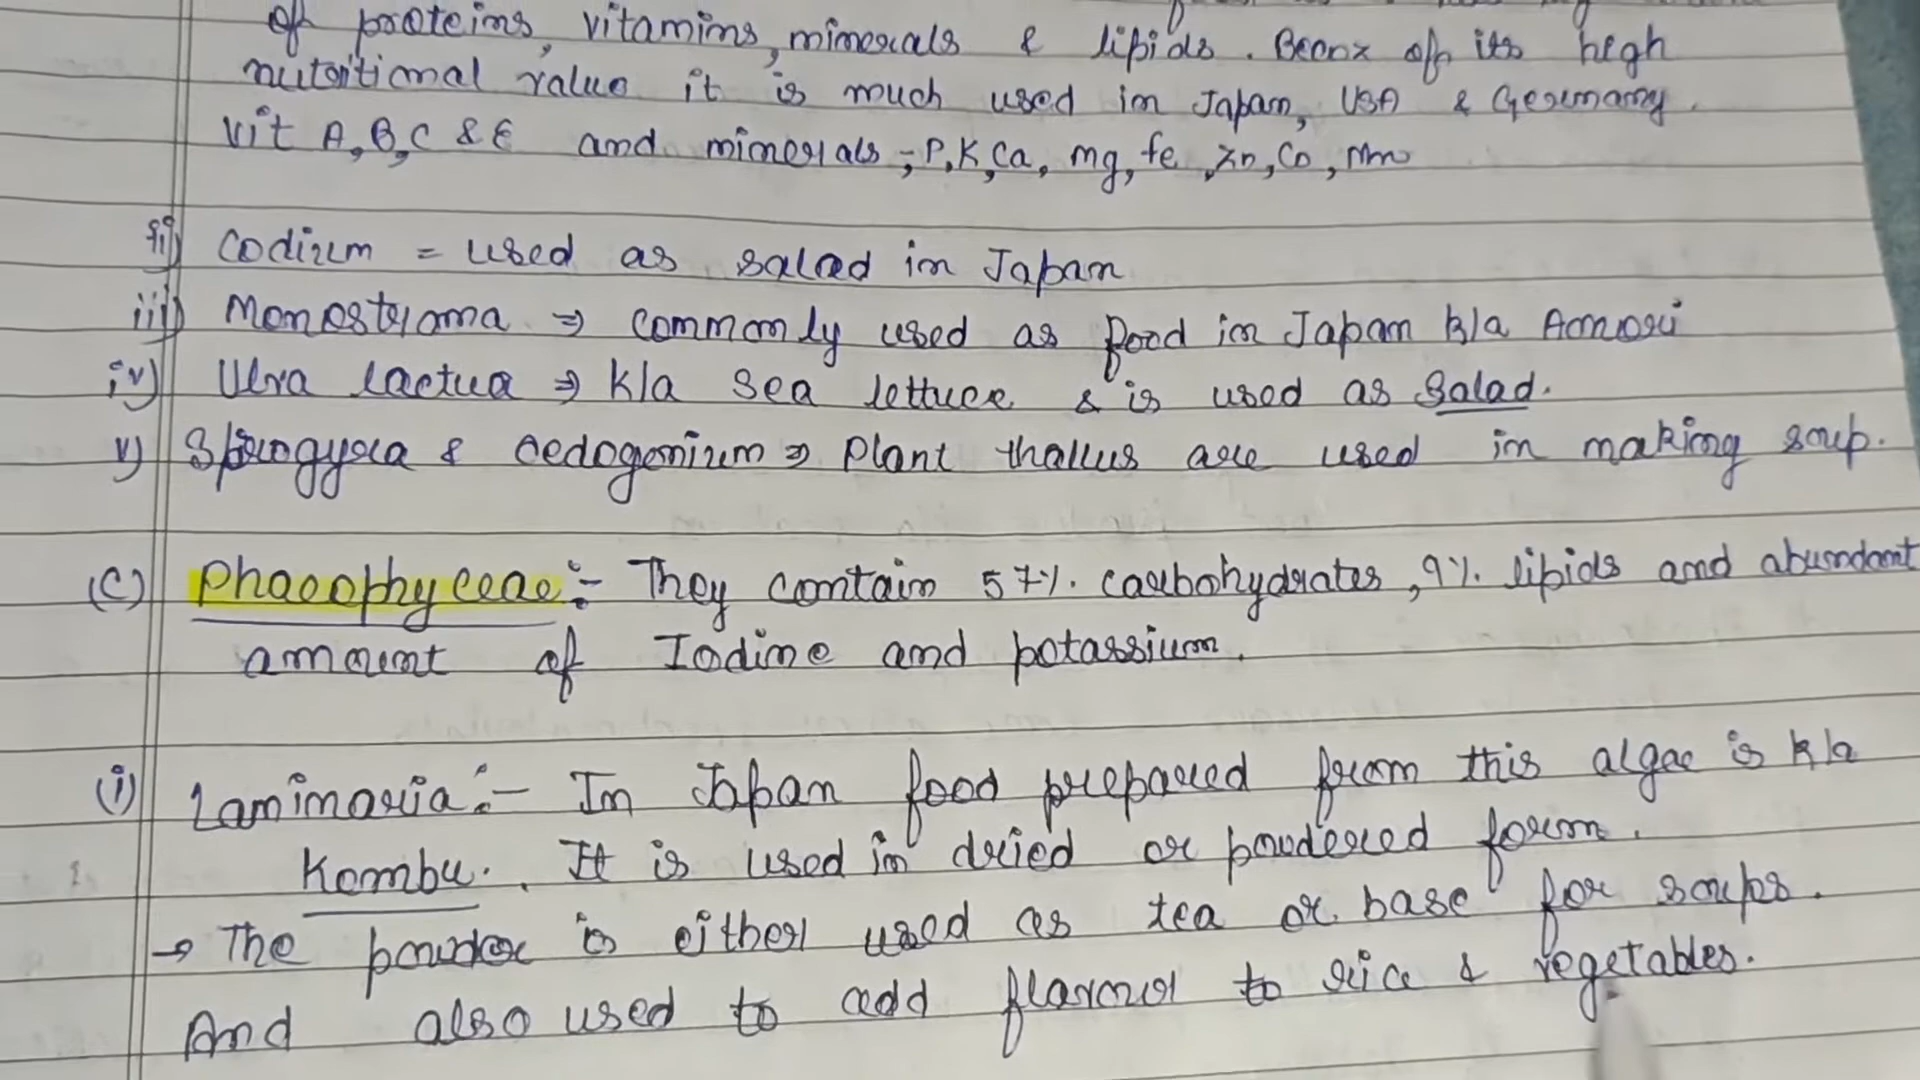 of proteins, vitamins, minerals & lipids. Becoz of its high
nutritional value it is much used in Japan, USA & Germany.
Vit A, B, C & E and minerals - P, K, Ca, Mg, Fe, Zn, Co, Mn
ii) Codium = used as salad in Japan
iii) Monostroma ⇒ commonly used as food in Japan k/a Aonori
iv) Ulva lactua ⇒ k/a sea lettuce & is used as salad.
v) Spirogyra & Oedogonium ⇒ Plant thallus are used in making soup.
(C) Phaeophyceae:- They contain 57% carbohydrates, 9% lipids and abundant
amount of Iodine and potassium.
(i) Laminaria:- In Japan food prepared from this algae is k/a
Kombu. It is used in dried or powdered form.
→ The powder is either used as tea or base for soups.
And also used to add flavour to rice & vegetables.